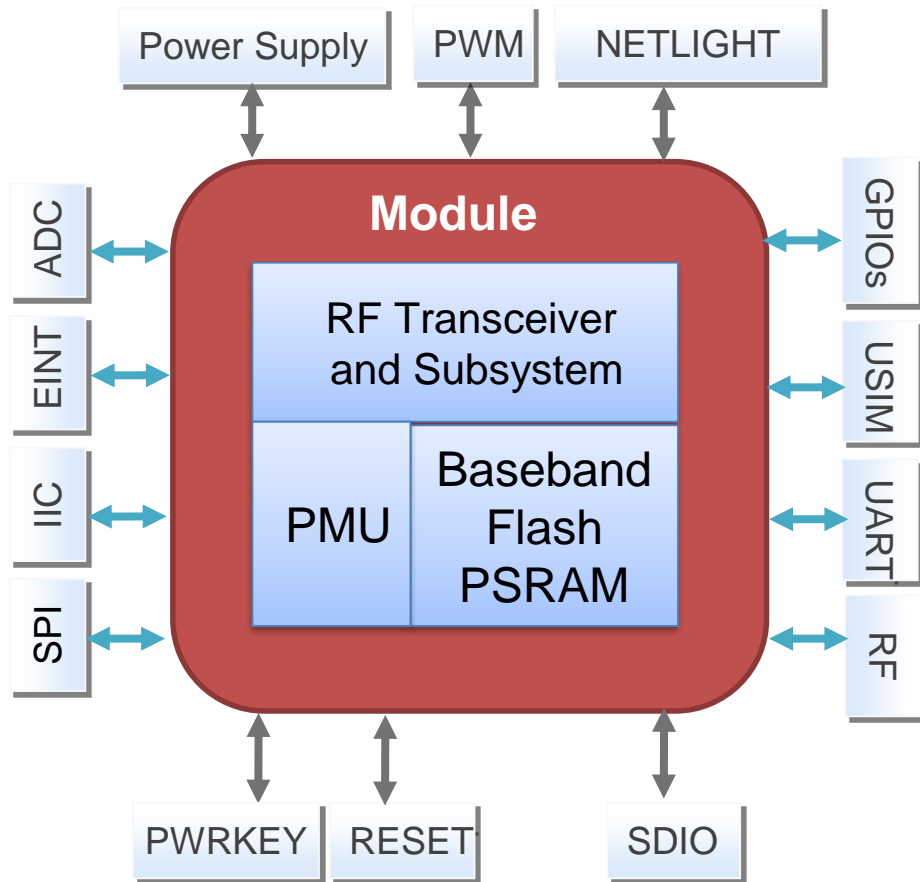 Power Supply
PWM
NETLIGHT
Module
ADC
EINT
IIC
SPI
RF Transceiver
and Subsystem
PMU
Baseband
Flash
PSRAM
GPIOs
USIM
UART
RF
PWRKEY
RESET
SDIO